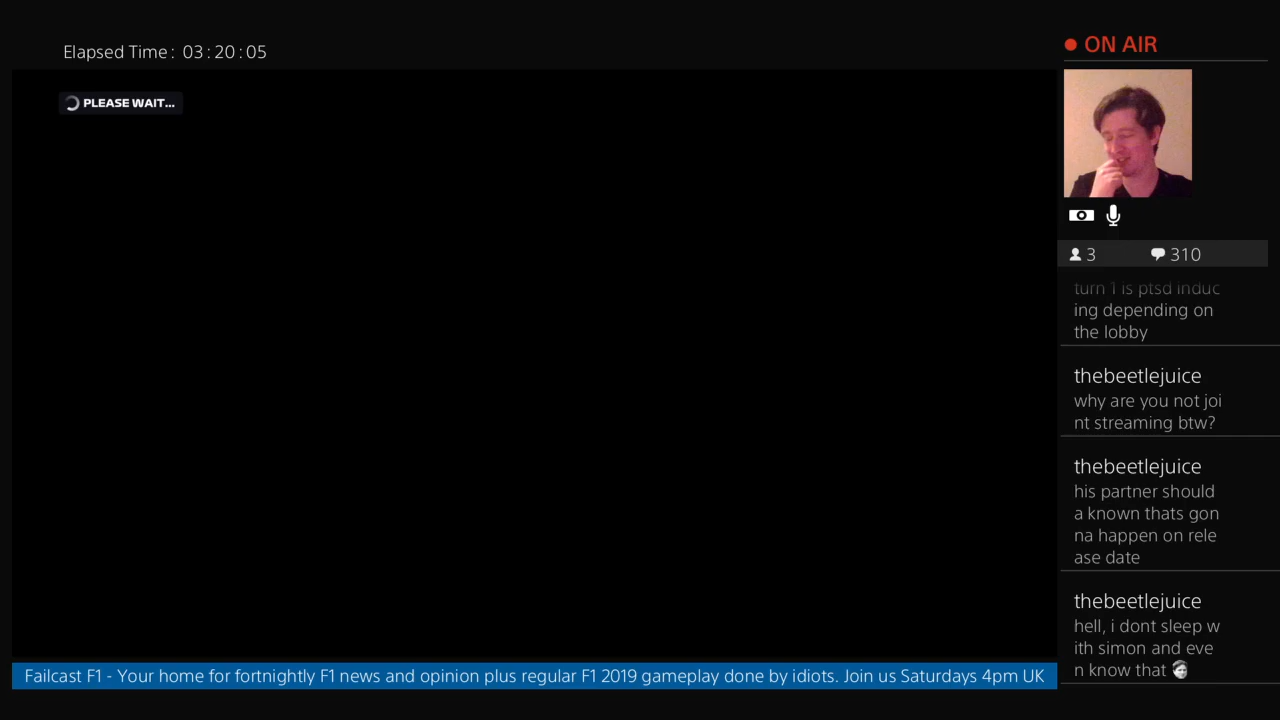 Elapsed Time: 03:20:05
PLEASE WAIT...
ON AIR
3 310
turn 1 is ptsd induc
ing depending on
the lobby
thebeetlejuice
why are you not joi
nt streaming btw?
thebeetlejuice
his partner should
a known thats gon
na happen on rele
ase date
thebeetlejuice
hell, i dont sleep w
ith simon and eve
n know that
Failcast F1 - Your home for fortnightly F1 news and opinion plus regular F1 2019 gameplay done by idiots. Join us Saturdays 4pm UK